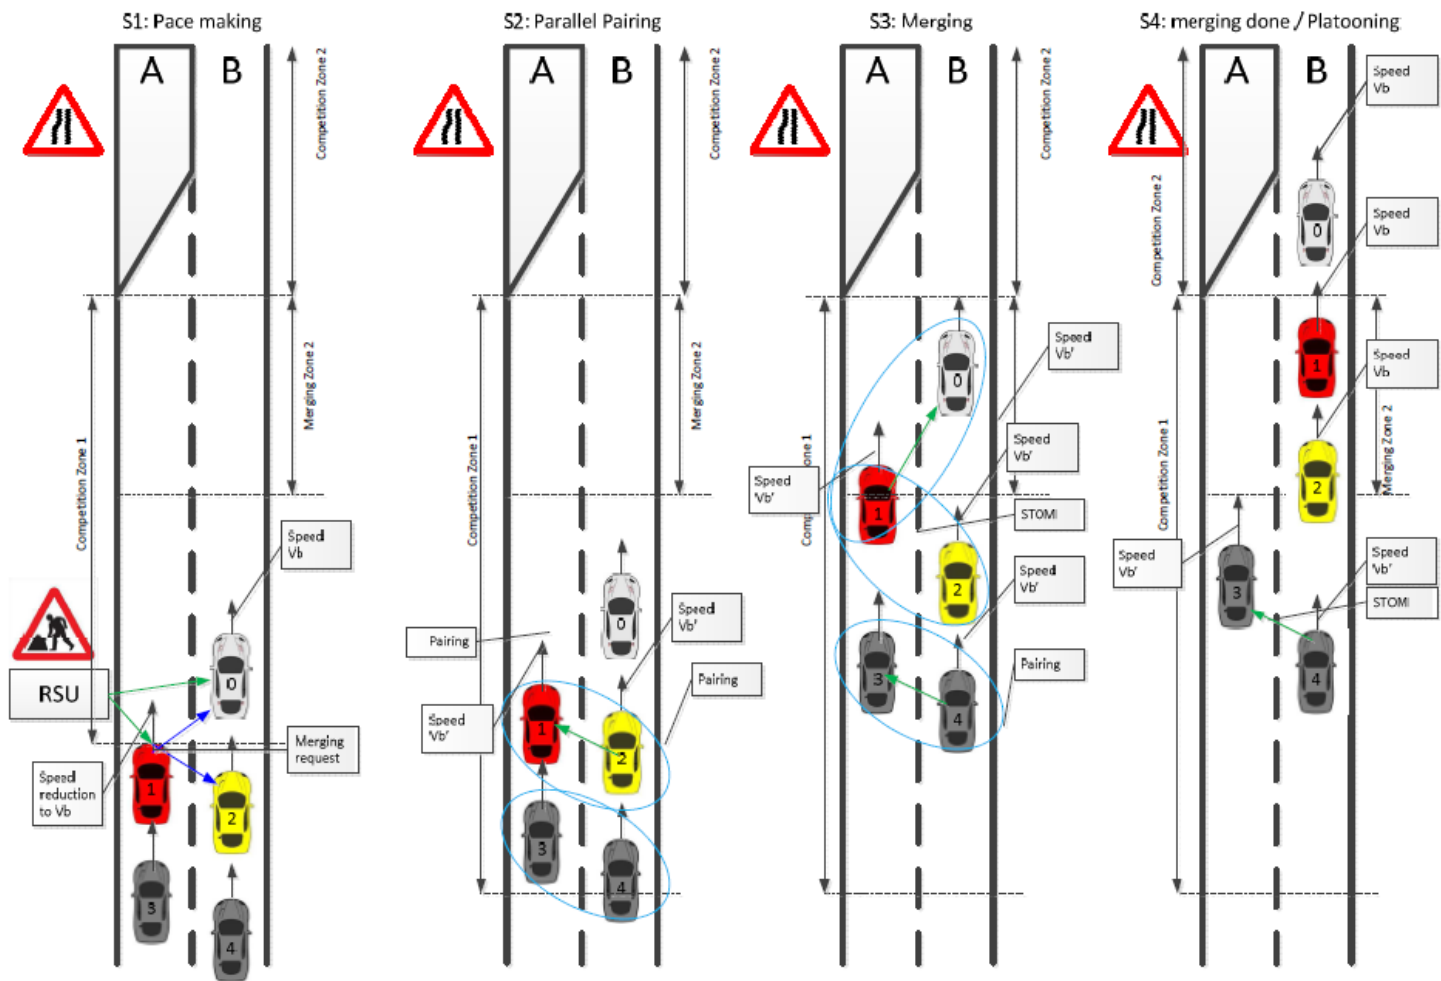 S1: Pace making
A
B
Competition Zone 2
Merging Zone 2
Competition Zone 1
Speed
Vb
RSU
0
Merging
request
Speed
reduction
to Vb
1
2
3
4
S2: Parallel Pairing
A
B
Competition Zone 2
Merging Zone 2
Competition Zone 1
0
Speed
Vb'
Pairing
Pairing
Speed
'Vb'
1
2
3
4
S3: Merging
A
B
Competition Zone 2
Speed
Vb'
0
Speed
Vb'
Speed
'Vb'
1
STOMI
2
Speed
Vb'
3
Pairing
4
S4: merging done / Platooning
A
B
Speed
Vb
Competition Zone 2
Speed
Vb
0
Speed
Vb
1
Competition Zone 1
Merging Zone 2
2
Speed
Vb'
Speed
'Vb'
3
STOMI
4